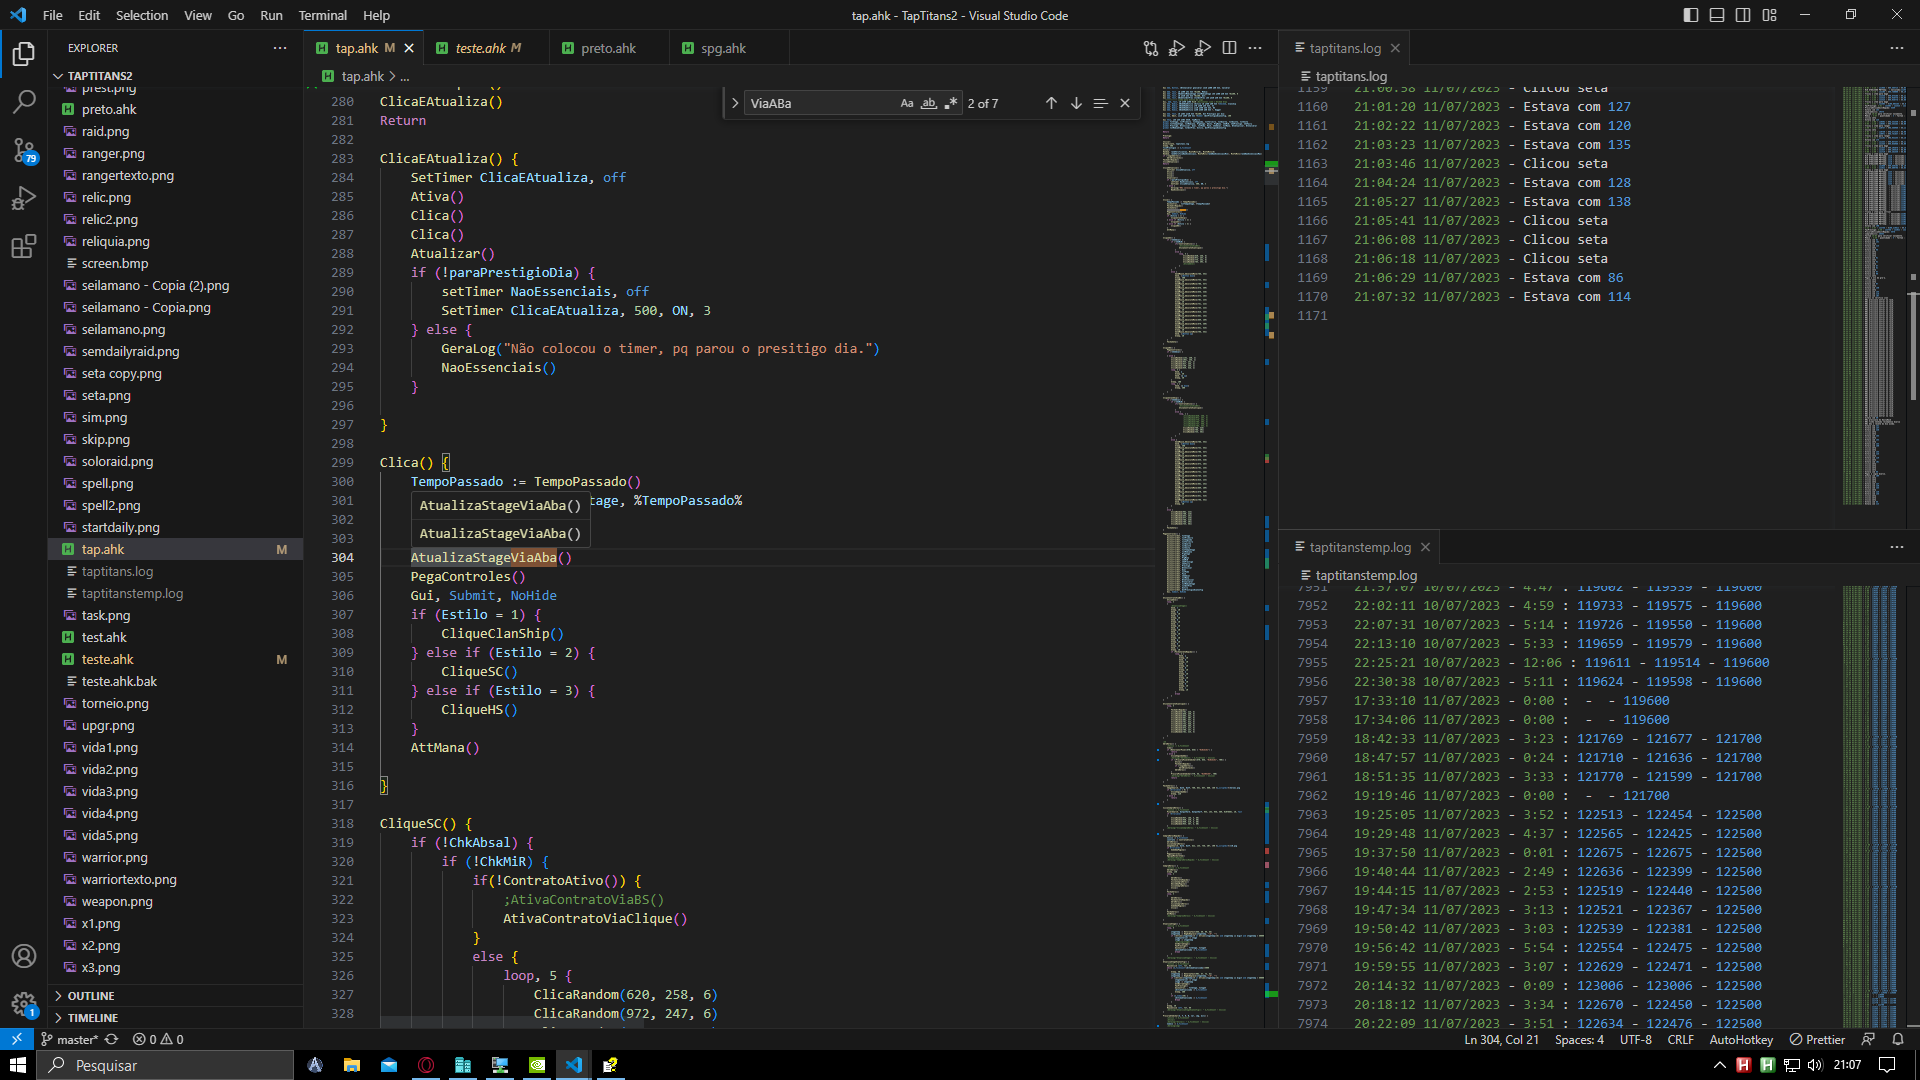 File Edit Selection View Go Run Terminal Help
tap.ahk - TapTitans2 - Visual Studio Code
EXPLORER
TAPTITANS2
prest.png
preto.ahk
raid.png
ranger.png
rangertexto.png
relic.png
relic2.png
reliquia.png
screen.bmp
seilamano - Copia (2).png
seilamano - Copia.png
seilamano.png
semdailyraid.png
seta copy.png
seta.png
sim.png
skip.png
soloraid.png
spell.png
spell2.png
startdaily.png
tap.ahk M
taptitans.log
taptitanstemp.log
task.png
test.ahk
teste.ahk M
teste.ahk.bak
torneio.png
upgr.png
vida1.png
vida2.png
vida3.png
vida4.png
vida5.png
warrior.png
warriortexto.png
weapon.png
x1.png
x2.png
x3.png
OUTLINE
TIMELINE
79
1
tap.ahk M
teste.ahk M
preto.ahk
spg.ahk
tap.ahk > ...
ViaABa
Aa ab
2 of 7
280 ClicaEAtualiza()
281 Return
282
283 ClicaEAtualiza() {
284 SetTimer ClicaEAtualiza, off
285 Ativa()
286 Clica()
287 Clica()
288 Atualizar()
289 if (!paraPrestigioDia) {
290 setTimer NaoEssenciais, off
291 SetTimer ClicaEAtualiza, 500, ON, 3
292 } else {
293 GeraLog("Não colocou o timer, pq parou o presitigo dia.")
294 NaoEssenciais()
295 }
296
297 }
298
299 Clica() {
300 TempoPassado := TempoPassado()
301 tage, %TempoPassado%
AtualizaStageViaAba()
302
303
AtualizaStageViaAba()
304 AtualizaStageViaAba()
305 PegaControles()
306 Gui, Submit, NoHide
307 if (Estilo = 1) {
308 CliqueClanShip()
309 } else if (Estilo = 2) {
310 CliqueSC()
311 } else if (Estilo = 3) {
312 CliqueHS()
313 }
314 AttMana()
315
316 }
317
318 CliqueSC() {
319 if (!ChkAbsal) {
320 if (!ChkMiR) {
321 if(!ContratoAtivo()) {
322 ;AtivaContratoViaBS()
323 AtivaContratoViaClique()
324 }
325 else {
326 loop, 5 {
327 ClicaRandom(620, 258, 6)
328 ClicaRandom(972, 247, 6)
taptitans.log
taptitans.log
1159 21:00:38 11/07/2023 - Clicou seta
1160 21:01:20 11/07/2023 - Estava com 127
1161 21:02:22 11/07/2023 - Estava com 120
1162 21:03:23 11/07/2023 - Estava com 135
1163 21:03:46 11/07/2023 - Clicou seta
1164 21:04:24 11/07/2023 - Estava com 128
1165 21:05:27 11/07/2023 - Estava com 138
1166 21:05:41 11/07/2023 - Clicou seta
1167 21:06:08 11/07/2023 - Clicou seta
1168 21:06:18 11/07/2023 - Clicou seta
1169 21:06:29 11/07/2023 - Estava com 86
1170 21:07:32 11/07/2023 - Estava com 114
1171
taptitanstemp.log
taptitanstemp.log
7951 21:57:07 10/07/2023 - 4:47 : 119602 - 119559 - 119600
7952 22:02:11 10/07/2023 - 4:59 : 119733 - 119575 - 119600
7953 22:07:31 10/07/2023 - 5:14 : 119726 - 119550 - 119600
7954 22:13:10 10/07/2023 - 5:33 : 119659 - 119579 - 119600
7955 22:25:21 10/07/2023 - 12:06 : 119611 - 119514 - 119600
7956 22:30:38 10/07/2023 - 5:11 : 119624 - 119598 - 119600
7957 17:33:10 11/07/2023 - 0:00 : - - 119600
7958 17:34:06 11/07/2023 - 0:00 : - - 119600
7959 18:42:33 11/07/2023 - 3:23 : 121769 - 121677 - 121700
7960 18:47:57 11/07/2023 - 0:24 : 121710 - 121636 - 121700
7961 18:51:35 11/07/2023 - 3:33 : 121770 - 121599 - 121700
7962 19:19:46 11/07/2023 - 0:00 : - - 121700
7963 19:25:05 11/07/2023 - 3:52 : 122513 - 122454 - 122500
7964 19:29:48 11/07/2023 - 4:37 : 122565 - 122425 - 122500
7965 19:37:50 11/07/2023 - 0:01 : 122675 - 122675 - 122500
7966 19:40:44 11/07/2023 - 2:49 : 122636 - 122399 - 122500
7967 19:44:15 11/07/2023 - 2:53 : 122519 - 122440 - 122500
7968 19:47:34 11/07/2023 - 3:13 : 122521 - 122367 - 122500
7969 19:50:42 11/07/2023 - 3:03 : 122539 - 122381 - 122500
7970 19:56:42 11/07/2023 - 5:54 : 122554 - 122475 - 122500
7971 19:59:55 11/07/2023 - 3:07 : 122629 - 122471 - 122500
7972 20:14:32 11/07/2023 - 0:09 : 123006 - 123006 - 122500
7973 20:18:12 11/07/2023 - 3:34 : 122670 - 122450 - 122500
7974 20:22:09 11/07/2023 - 3:51 : 122634 - 122476 - 122500
master* 0 0
Ln 304, Col 21 Spaces: 4 UTF-8 CRLF AutoHotkey Prettier
Pesquisar
21:07